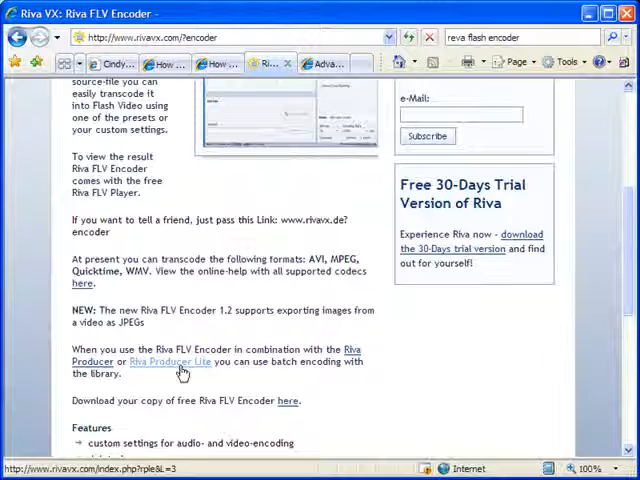 Riva VX: Riva FLV Encoder -
http://www.rivavx.com/?encoder
reva flash encoder
Cindy... How ... How ... Ri... Adva...
Page Tools
source-file you can
easily transcode it
into Flash Video using
one of the presets or
your custom settings.
To view the result
Riva FLV Encoder
comes with the free
Riva FLV Player.
If you want to tell a friend, just pass this Link: www.rivavx.de?
encoder
At present you can transcode the following formats: AVI, MPEG,
Quicktime, WMV. View the online-help with all supported codecs
here.
NEW: The new Riva FLV Encoder 1.2 supports exporting images from
a video as JPEGs
When you use the Riva FLV Encoder in combination with the Riva
Producer or Riva Producer Lite you can use batch encoding with
the library.
Download your copy of free Riva FLV Encoder here.
Features
custom settings for audio- and video-encoding
e-Mail:
Subscribe
Free 30-Days Trial
Version of Riva
Experience Riva now - download
the 30-Days trial version and find
out for yourself!
http://www.rivavx.com/index.php?rple&L=3
Internet
100%